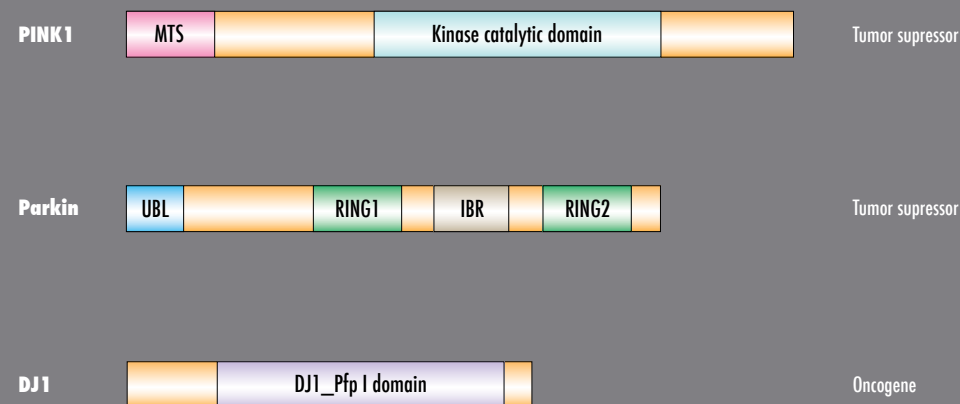 PINK1 MTS Kinase catalytic domain Tumor supressor
Parkin UBL RING1 IBR RING2 Tumor supressor
DJ1 DJ1_Pfp I domain Oncogene